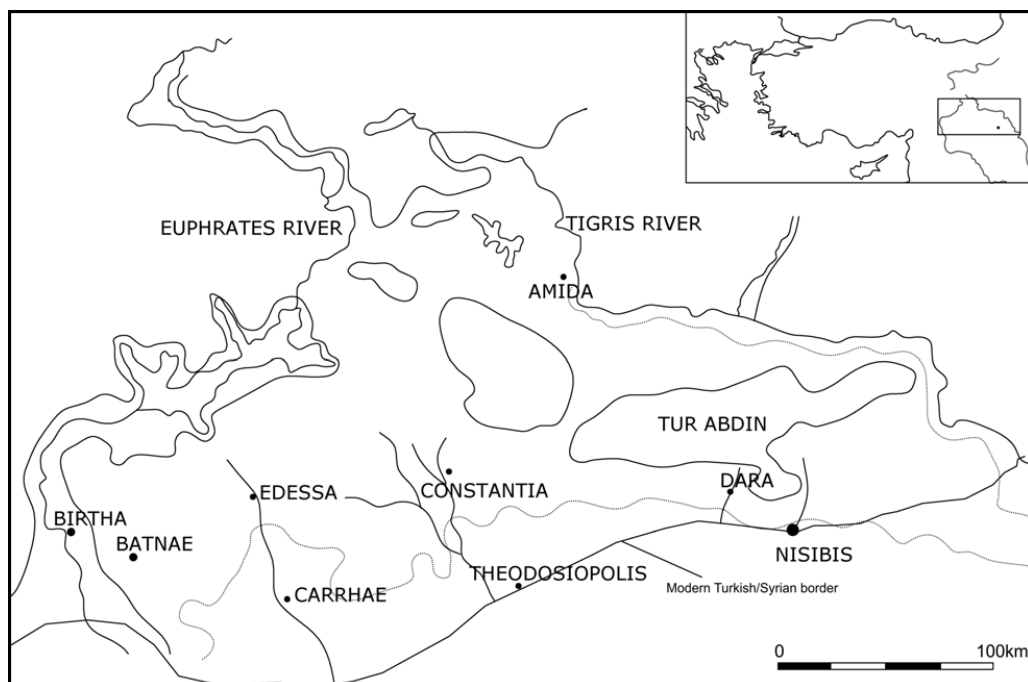 EUPHRATES RIVER
TIGRIS RIVER
AMIDA
TUR ABDIN
DARA
EDESSA
CONSTANTIA
BIRTHA
BATNAE
NISIBIS
THEODOSIOPOLIS
CARRHAE
Modern Turkish/Syrian border
0 100km